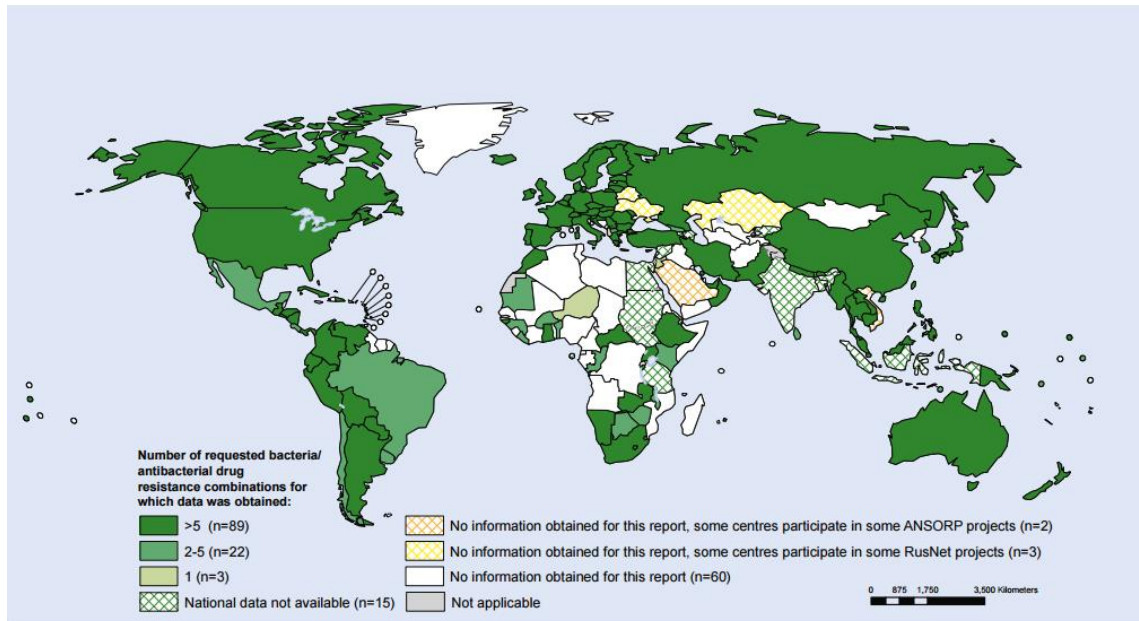 Number of requested bacteria/
antibacterial drug
resistance combinations for
which data was obtained:
>5 (n=89)
2-5 (n=22)
1 (n=3)
National data not available (n=15)
No information obtained for this report, some centres participate in some ANSORP projects (n=2)
No information obtained for this report, some centres participate in some RusNet projects (n=3)
No information obtained for this report (n=60)
Not applicable
0 875 1,750 3,500 Kilometers